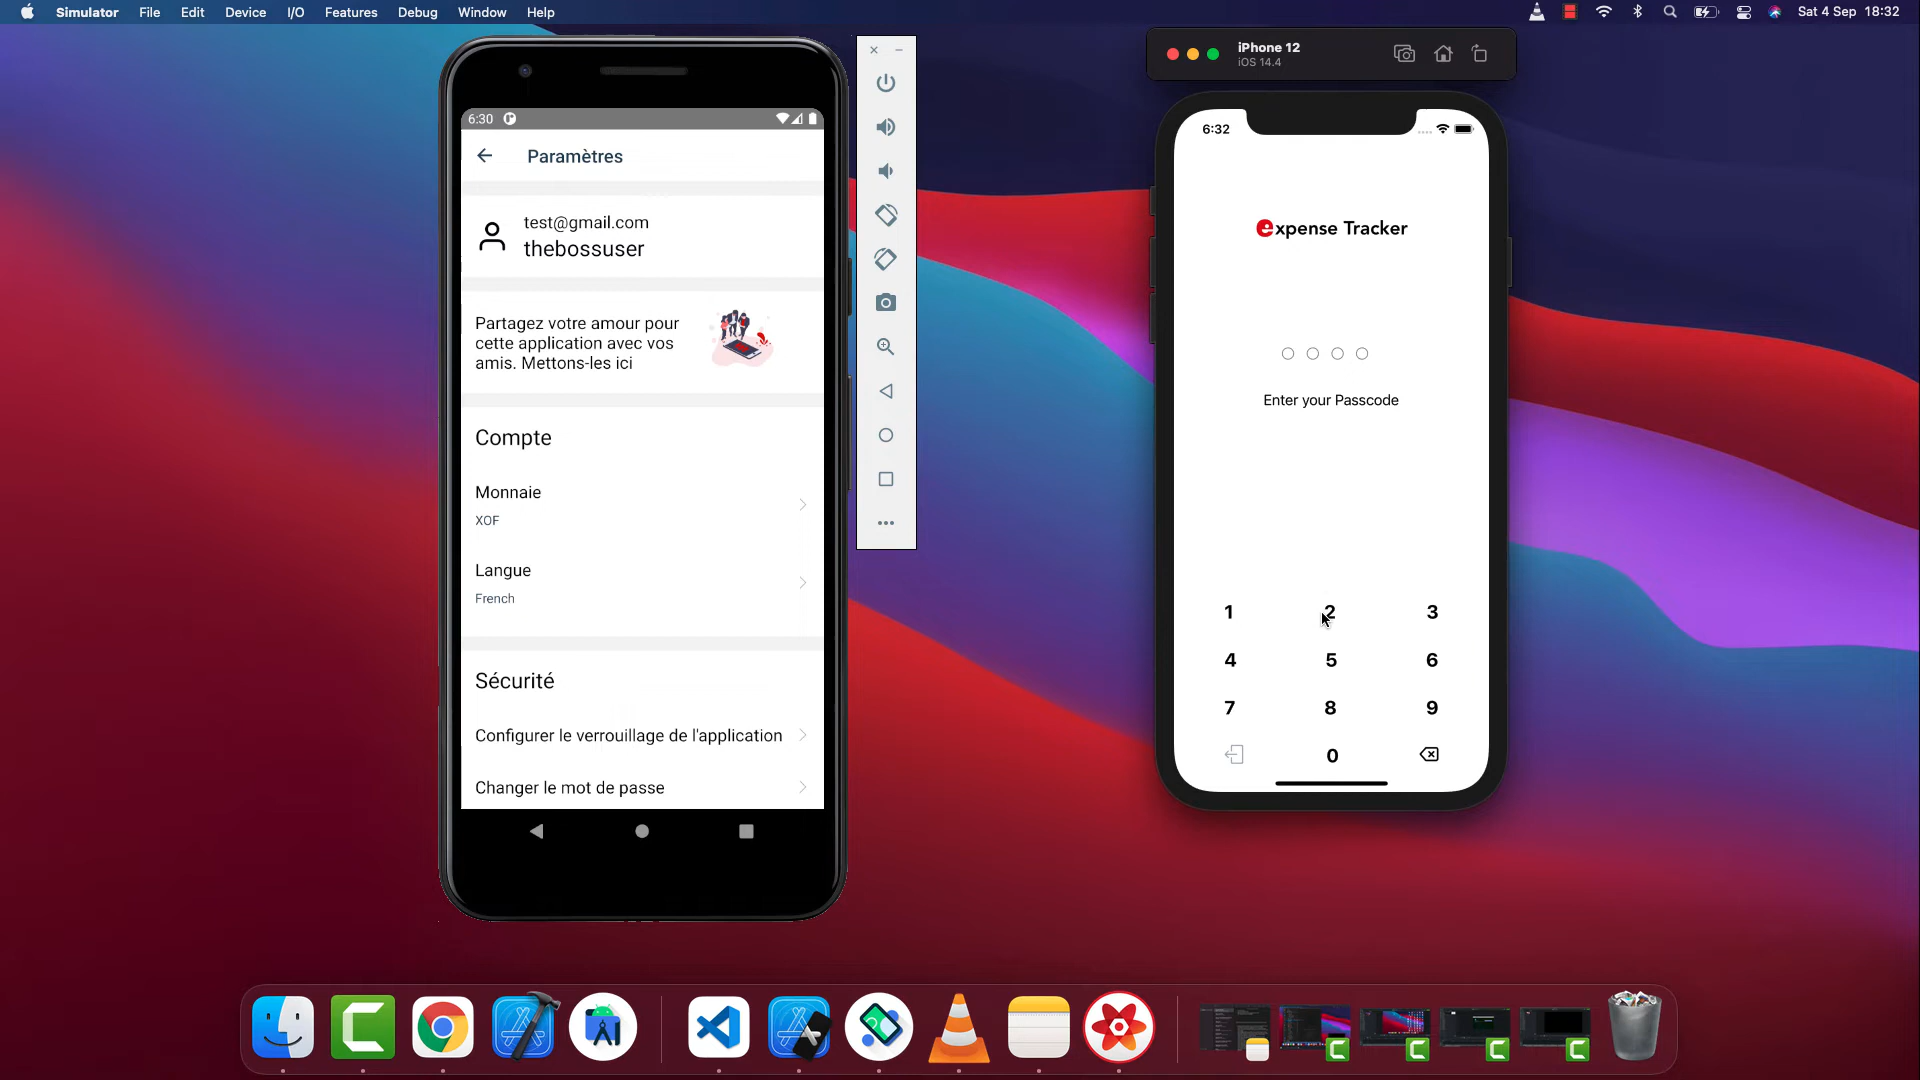 Simulator File Edit Device I/O Features Debug Window Help
Sat 4 Sep 18:32
6:30
Paramètres
test@gmail.com
thebossuser
Partagez votre amour pour
cette application avec vos
amis. Mettons-les ici
Compte
Monnaie
XOF
Langue
French
Sécurité
Configurer le verrouillage de l'application
Changer le mot de passe
iPhone 12
iOS 14.4
6:32
expense Tracker
Enter your Passcode
1 2 3
4 5 6
7 8 9
0